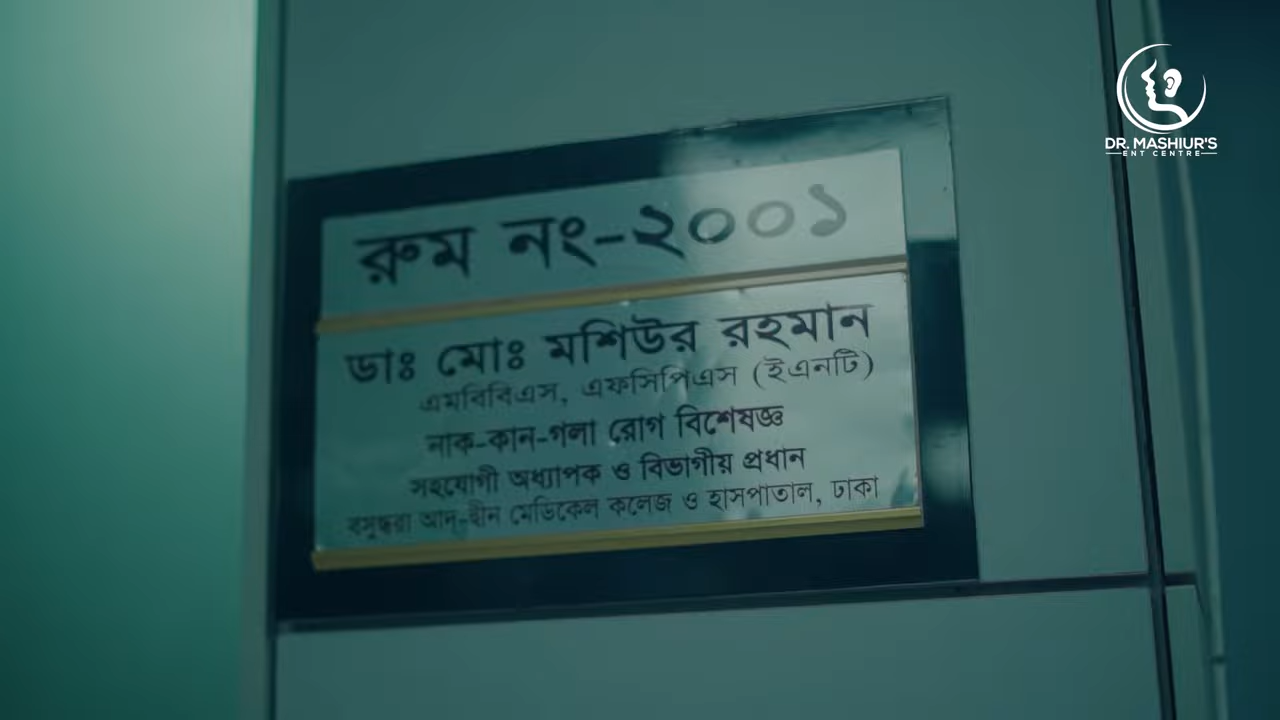 রুম নং-২০০১
ডাঃ মোঃ মশিউর রহমান
এমবিবিএস, এফসিপিএস (ইএনটি)
নাক-কান-গলা রোগ বিশেষজ্ঞ
সহযোগী অধ্যাপক ও বিভাগীয় প্রধান
বসুন্ধরা আদ্-দ্বীন মেডিকেল কলেজ ও হাসপাতাল, ঢাকা
DR. MASHIUR'S
ENT CENTRE